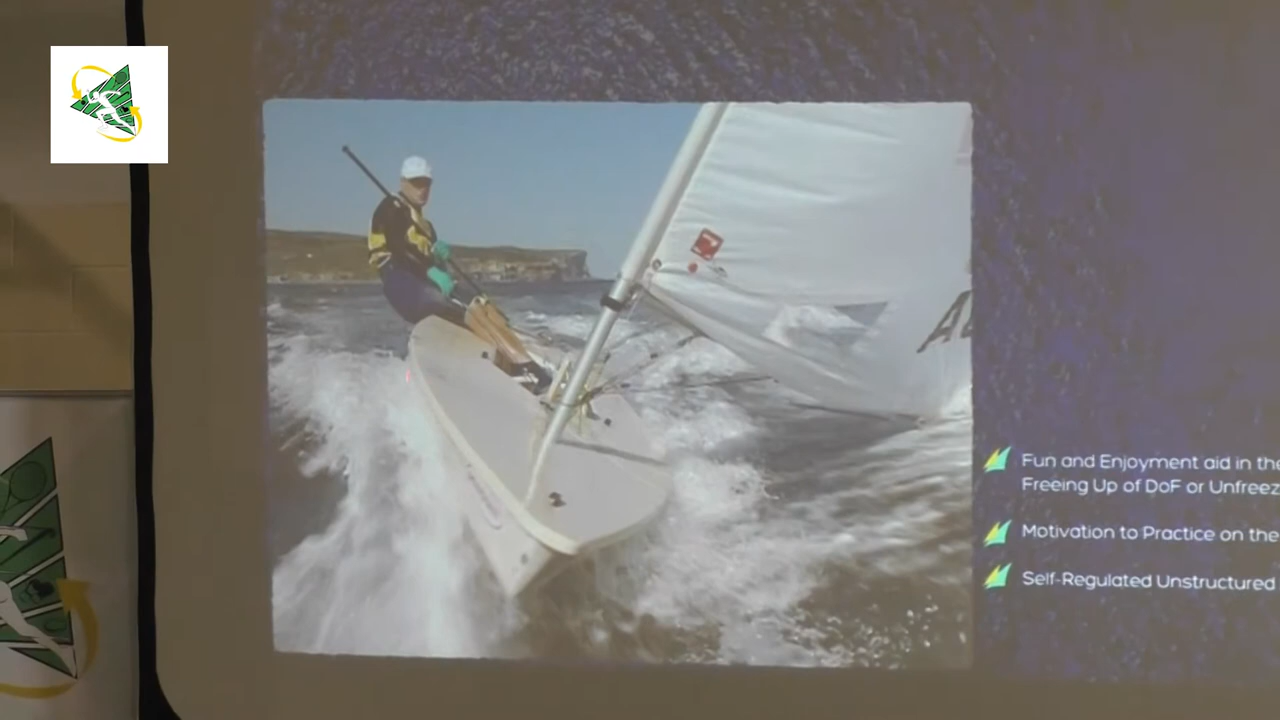 Fun and Enjoyment aid in the
Freeing Up of DoF or Unfreez
Motivation to Practice on the
Self-Regulated Unstructured